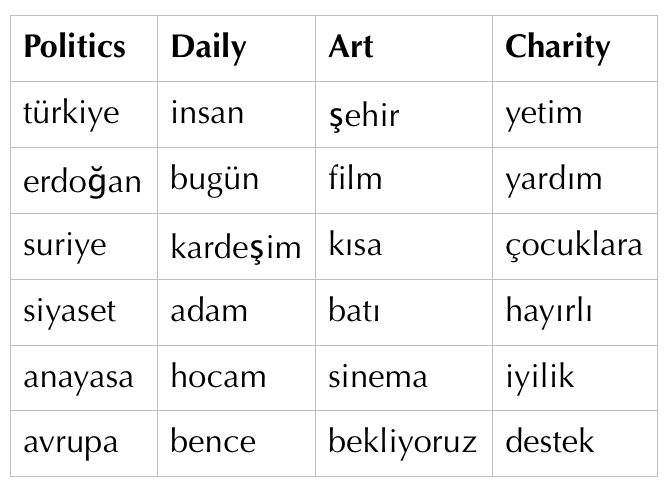 Politics Daily Art Charity
türkiye insan şehir yetim
erdoğan bugün film yardım
suriye kardeşim kısa çocuklara
siyaset adam batı hayırlı
anayasa hocam sinema iyilik
avrupa bence bekliyoruz destek